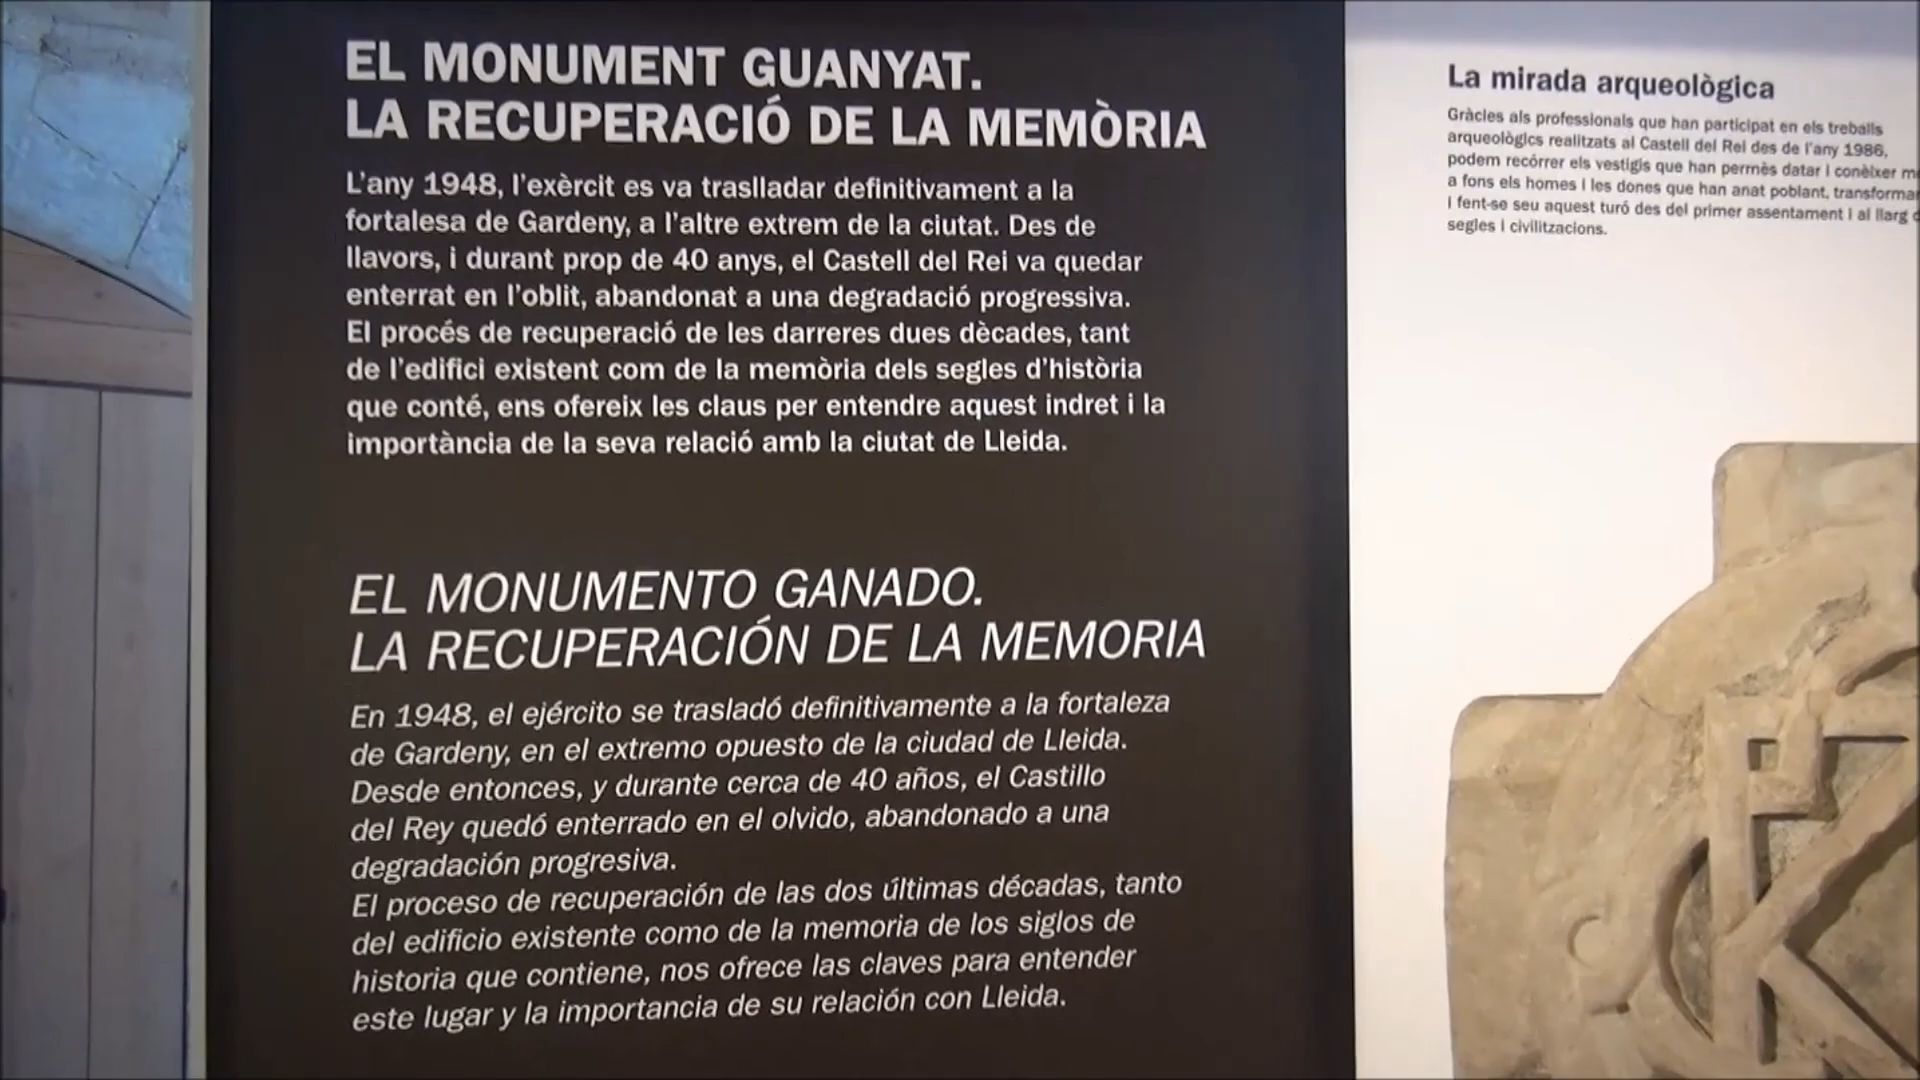 EL MONUMENT GUANYAT.
LA RECUPERACIÓ DE LA MEMÒRIA
L'any 1948, l'exèrcit es va traslladar definitivament a la
fortalesa de Gardeny, a l'altre extrem de la ciutat. Des de
llavors, i durant prop de 40 anys, el Castell del Rei va quedar
enterrat en l'oblit, abandonat a una degradació progressiva.
El procés de recuperació de les darreres dues dècades, tant
de l'edifici existent com de la memòria dels segles d'història
que conté, ens ofereix les claus per entendre aquest indret i la
importància de la seva relació amb la ciutat de Lleida.
EL MONUMENTO GANADO.
LA RECUPERACIÓN DE LA MEMORIA
En 1948, el ejército se trasladó definitivamente a la fortaleza
de Gardeny, en el extremo opuesto de la ciudad de Lleida.
Desde entonces, y durante cerca de 40 años, el Castillo
del Rey quedó enterrado en el olvido, abandonado a una
degradación progresiva.
El proceso de recuperación de las dos últimas décadas, tanto
del edificio existente como de la memoria de los siglos de
historia que contiene, nos ofrece las claves para entender
este lugar y la importancia de su relación con Lleida.
La mirada arqueològica
Gràcies als professionals que han participat en els treballs
arqueològics realitzats al Castell del Rei des de l'any 1986,
podem recórrer els vestigis que han permès datar i conèixer
a fons els homes i les dones que han anat poblant,
i fent-se seu aquest turó des del primer assentament i al llarg
segles i civilitzacions.